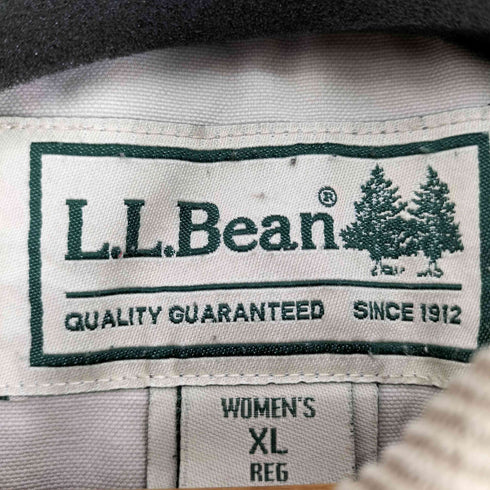 L.L.Bean®
QUALITY GUARANTEED SINCE 1912
WOMEN'S
XL
REG